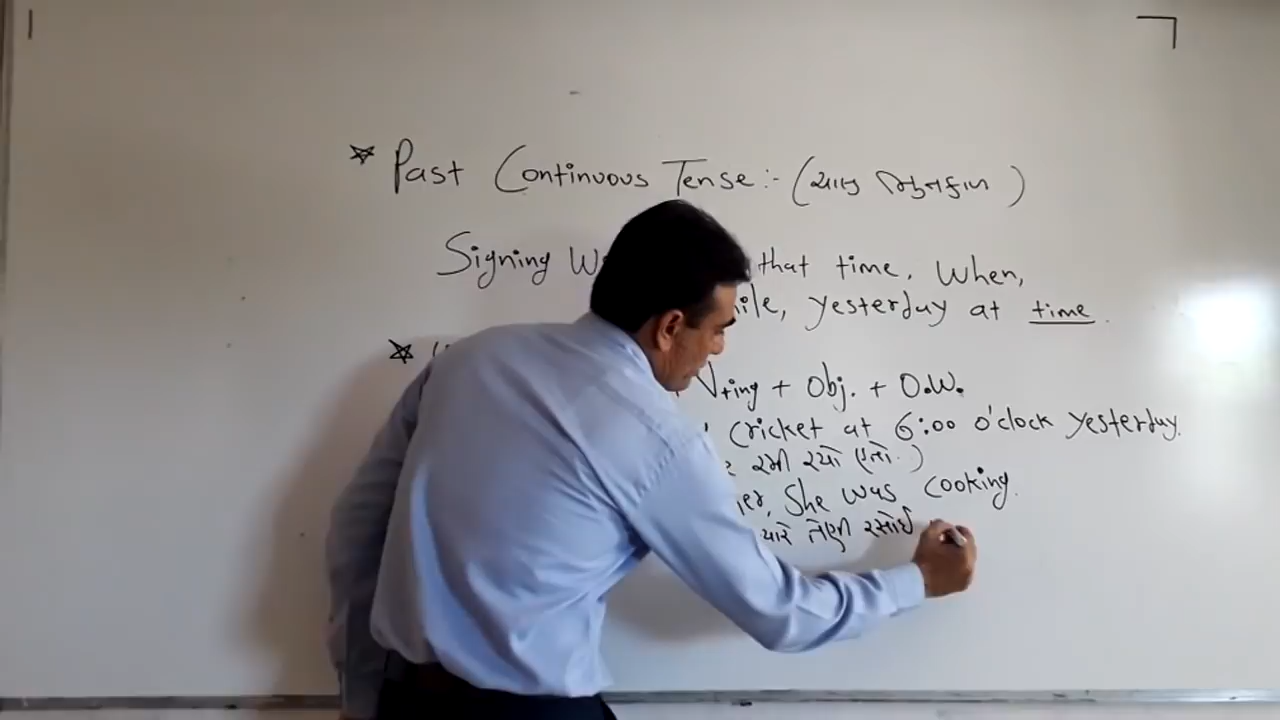 Past Continuous Tense:- (ચાલુ ભૂતકાળ)
Signing that time, When,
yesterday at time.
V+ing + Obj. + O.W.
cricket at 6:00 o'clock yesterday.
રમી રહ્યો હતો.)
She was cooking.
તેણી રસોઈ